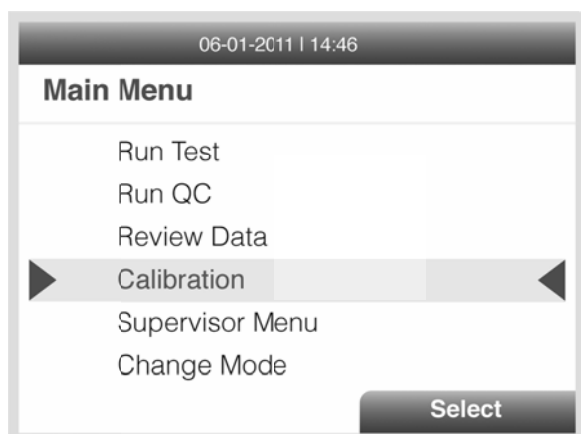 06-01-2011 | 14:46
Main Menu
Run Test
Run QC
Review Data
Calibration
Supervisor Menu
Change Mode
Select